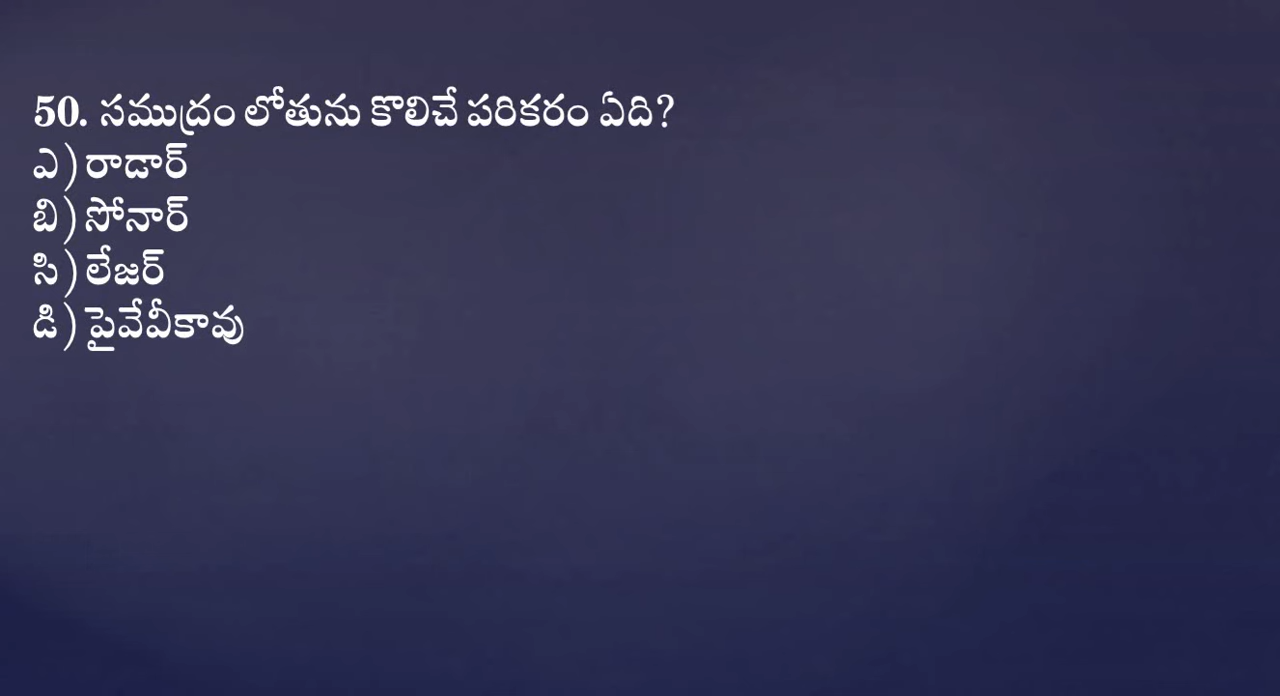 50. సముద్రం లోతును కొలిచే పరికరం ఏది?
ఎ) రాడార్
బి) సోనార్
సి) లేజర్
డి) పైవేవీకావు